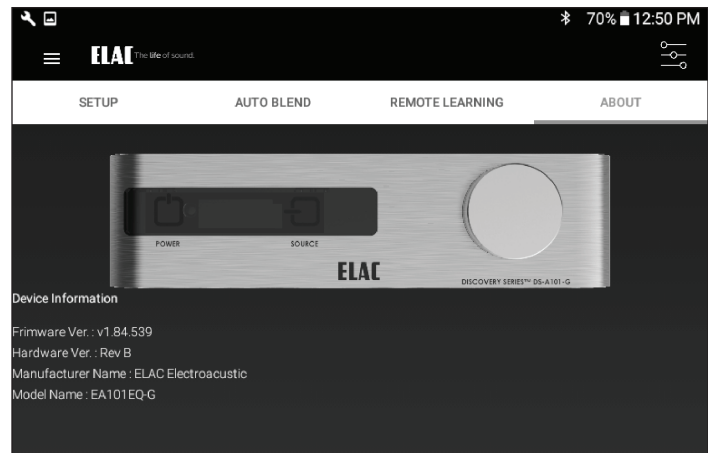 70% 12:50 PM
ELAC The life of sound.
SETUP AUTO BLEND REMOTE LEARNING ABOUT
POWER SOURCE
ELAC
DISCOVERY SERIES™ DS-A101-G
Device Information
Frimware Ver. : v1.84.539
Hardware Ver. : Rev B
Manufacturer Name : ELAC Electroacustic
Model Name : EA101EQ-G